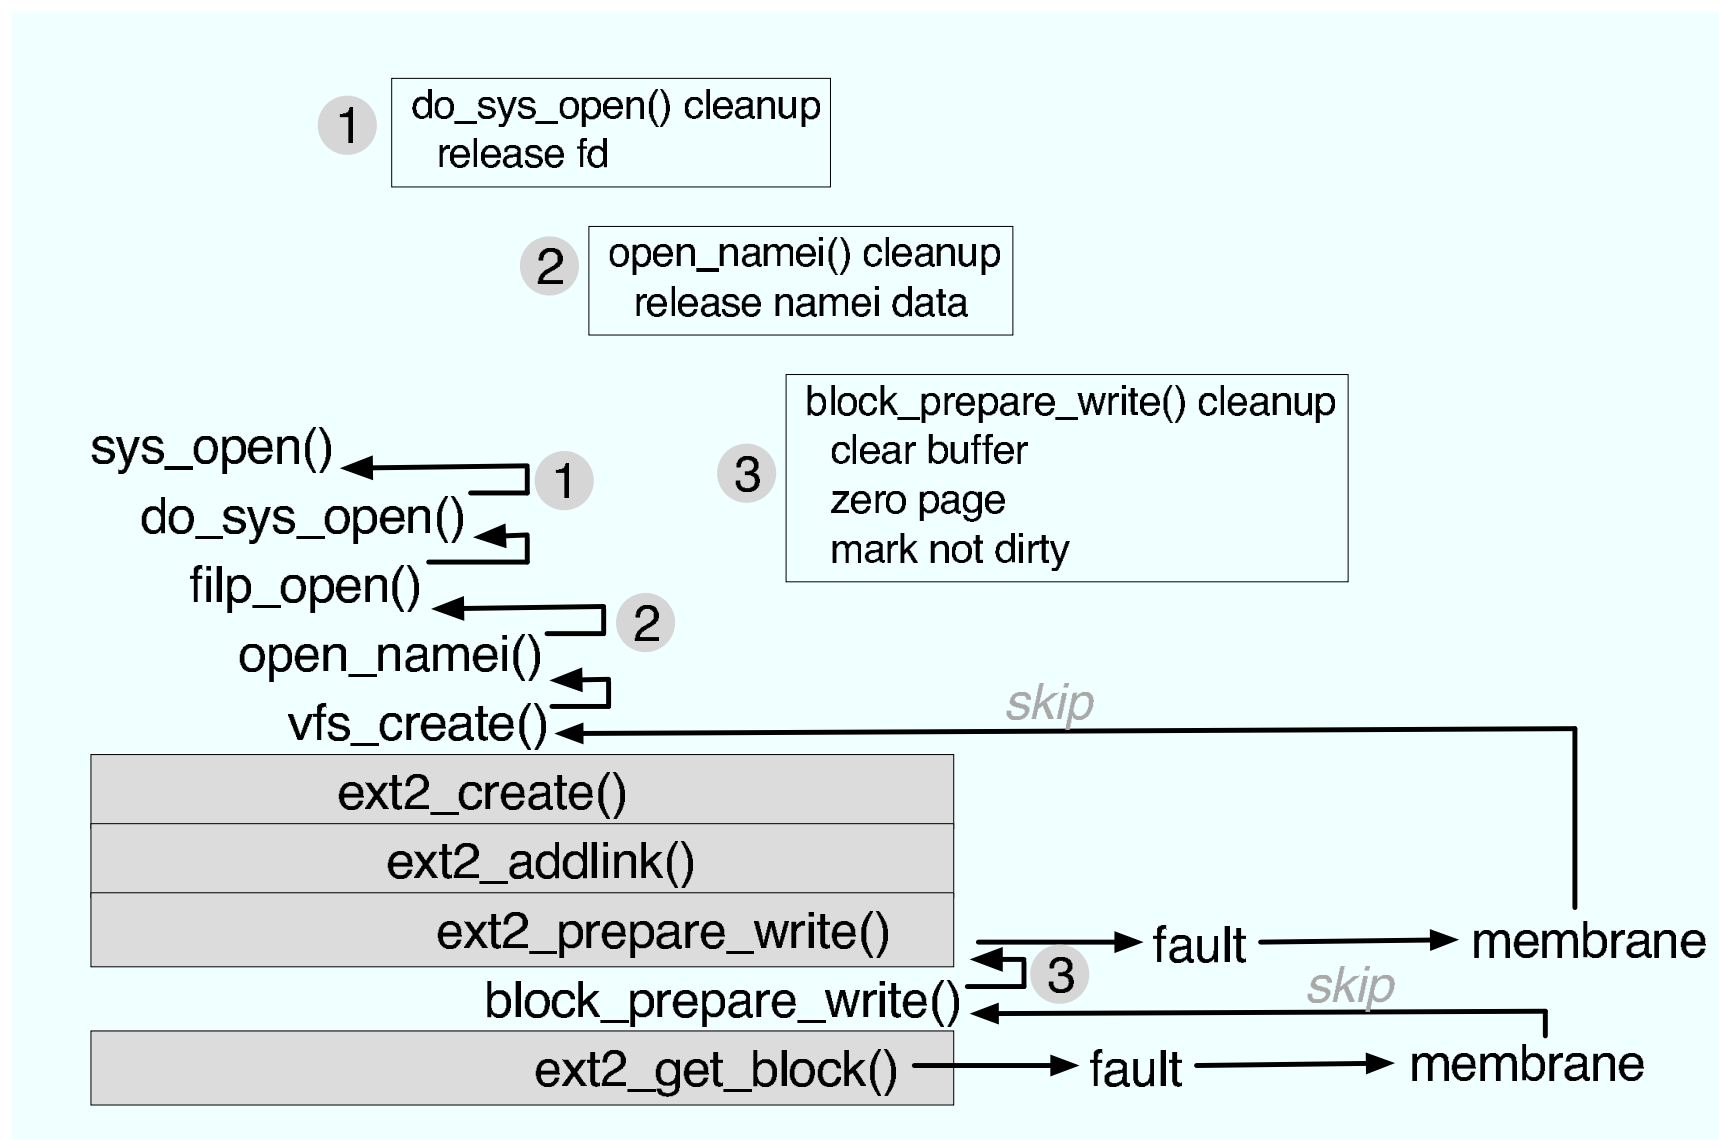 1
do_sys_open() cleanup
release fd
2
open_namei() cleanup
release namei data
3
block_prepare_write() cleanup
clear buffer
zero page
mark not dirty
sys_open()
1
do_sys_open()
filp_open()
2
open_namei()
skip
vfs_create()
ext2_create()
ext2_addlink()
ext2_prepare_write()
fault
membrane
3
skip
block_prepare_write()
ext2_get_block()
fault
membrane